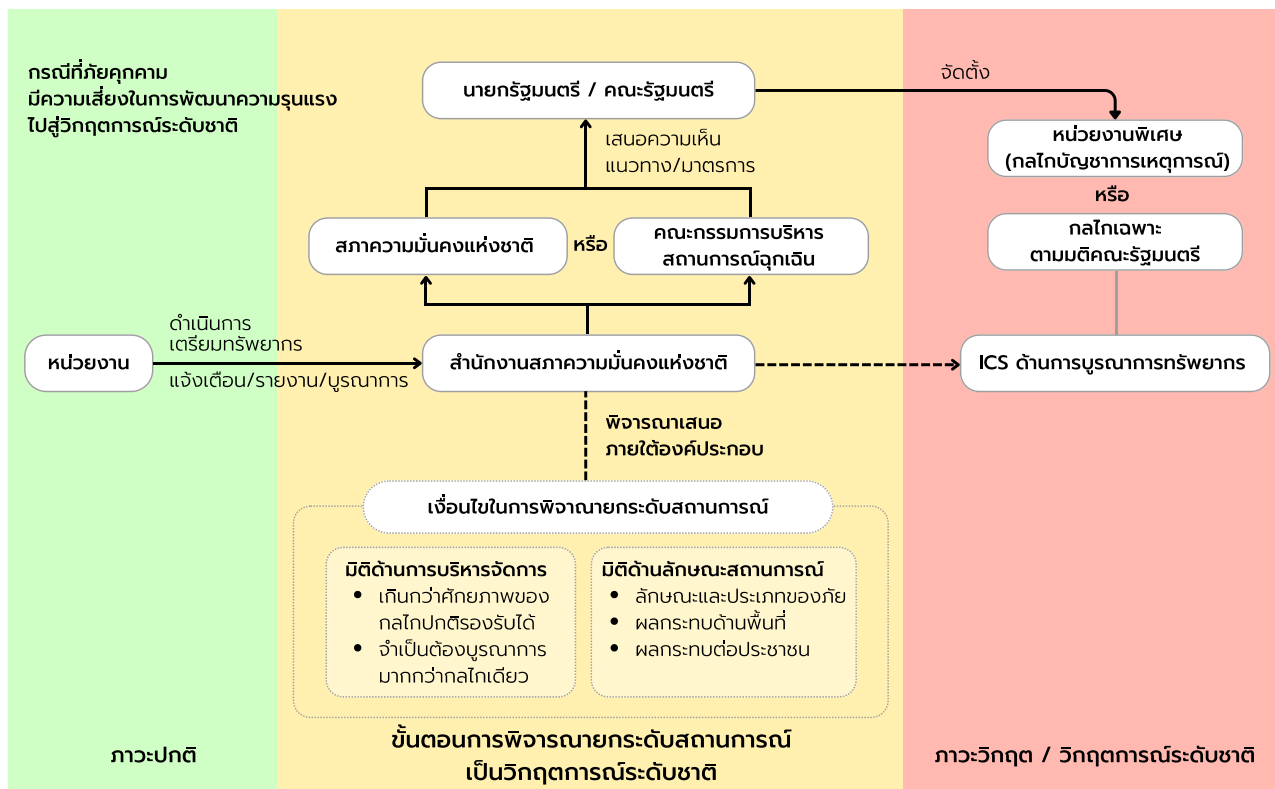 กรณีที่ภัยคุกคาม
มีความเสี่ยงในการพัฒนาความรุนแรง
ไปสู่วิกฤตการณ์ระดับชาติ
นายกรัฐมนตรี / คณะรัฐมนตรี
จัดตั้ง
หน่วยงานพิเศษ
(กลไกบัญชาการเหตุการณ์)
หรือ
กลไกเฉพาะ
ตามมติคณะรัฐมนตรี
เสนอความเห็น
แนวทาง/มาตรการ
สภาความมั่นคงแห่งชาติ
หรือ
คณะกรรมการบริหาร
สถานการณ์ฉุกเฉิน
หน่วยงาน
ดำเนินการ
เตรียมทรัพยากร
แจ้งเตือน/รายงาน/บูรณาการ
สำนักงานสภาความมั่นคงแห่งชาติ
ICS ด้านการบูรณาการทรัพยากร
พิจารณาเสนอ
ภายใต้องค์ประกอบ
เงื่อนไขในการพิจาณายกระดับสถานการณ์
มิติด้านการบริหารจัดการ
• เกินกว่าศักยภาพของ
กลไกปกติรองรับได้
• จำเป็นต้องบูรณาการ
มากกว่ากลไกเดียว
มิติด้านลักษณะสถานการณ์
• ลักษณะและประเภทของภัย
• ผลกระทบด้านพื้นที่
• ผลกระทบต่อประชาชน
ภาวะปกติ
ขั้นตอนการพิจารณายกระดับสถานการณ์
เป็นวิกฤตการณ์ระดับชาติ
ภาวะวิกฤต / วิกฤตการณ์ระดับชาติ